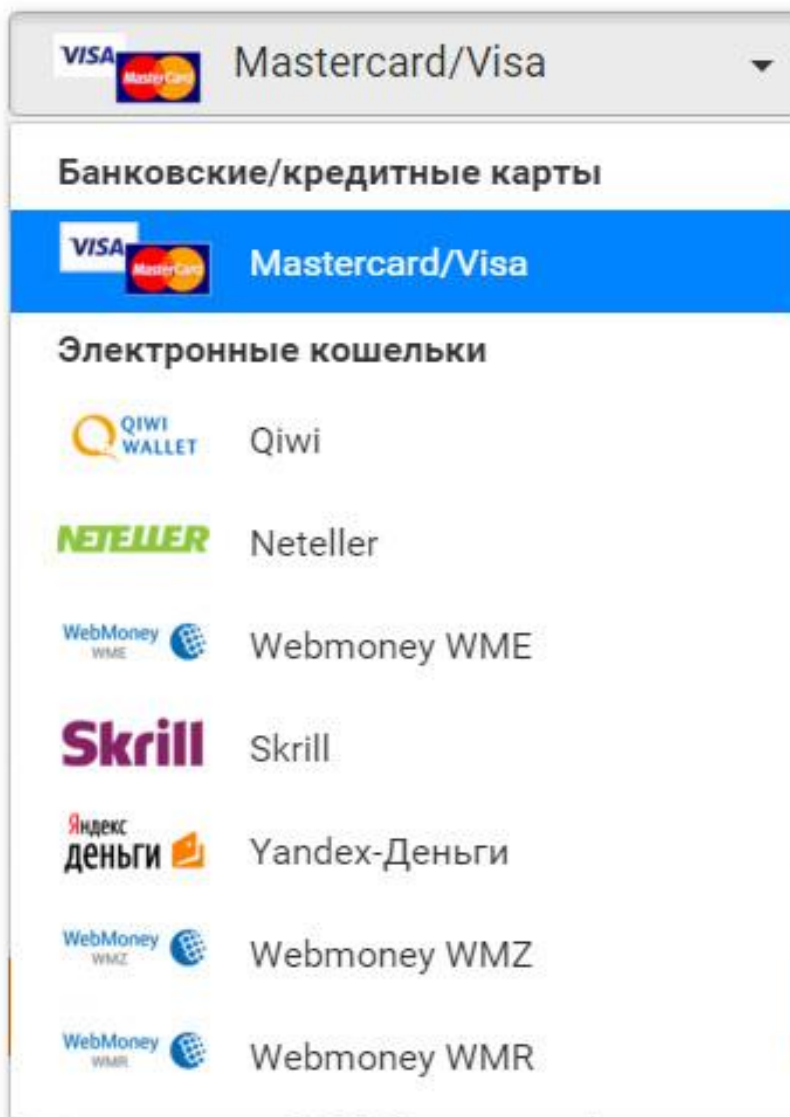 VISA MasterCard Mastercard/Visa
Банковские/кредитные карты
VISA MasterCard Mastercard/Visa
Электронные кошельки
QIWI WALLET Qiwi
NETELLER Neteller
WebMoney WME Webmoney WME
Skrill Skrill
Яндекс деньги Yandex-Деньги
WebMoney WMZ Webmoney WMZ
WebMoney WMR Webmoney WMR